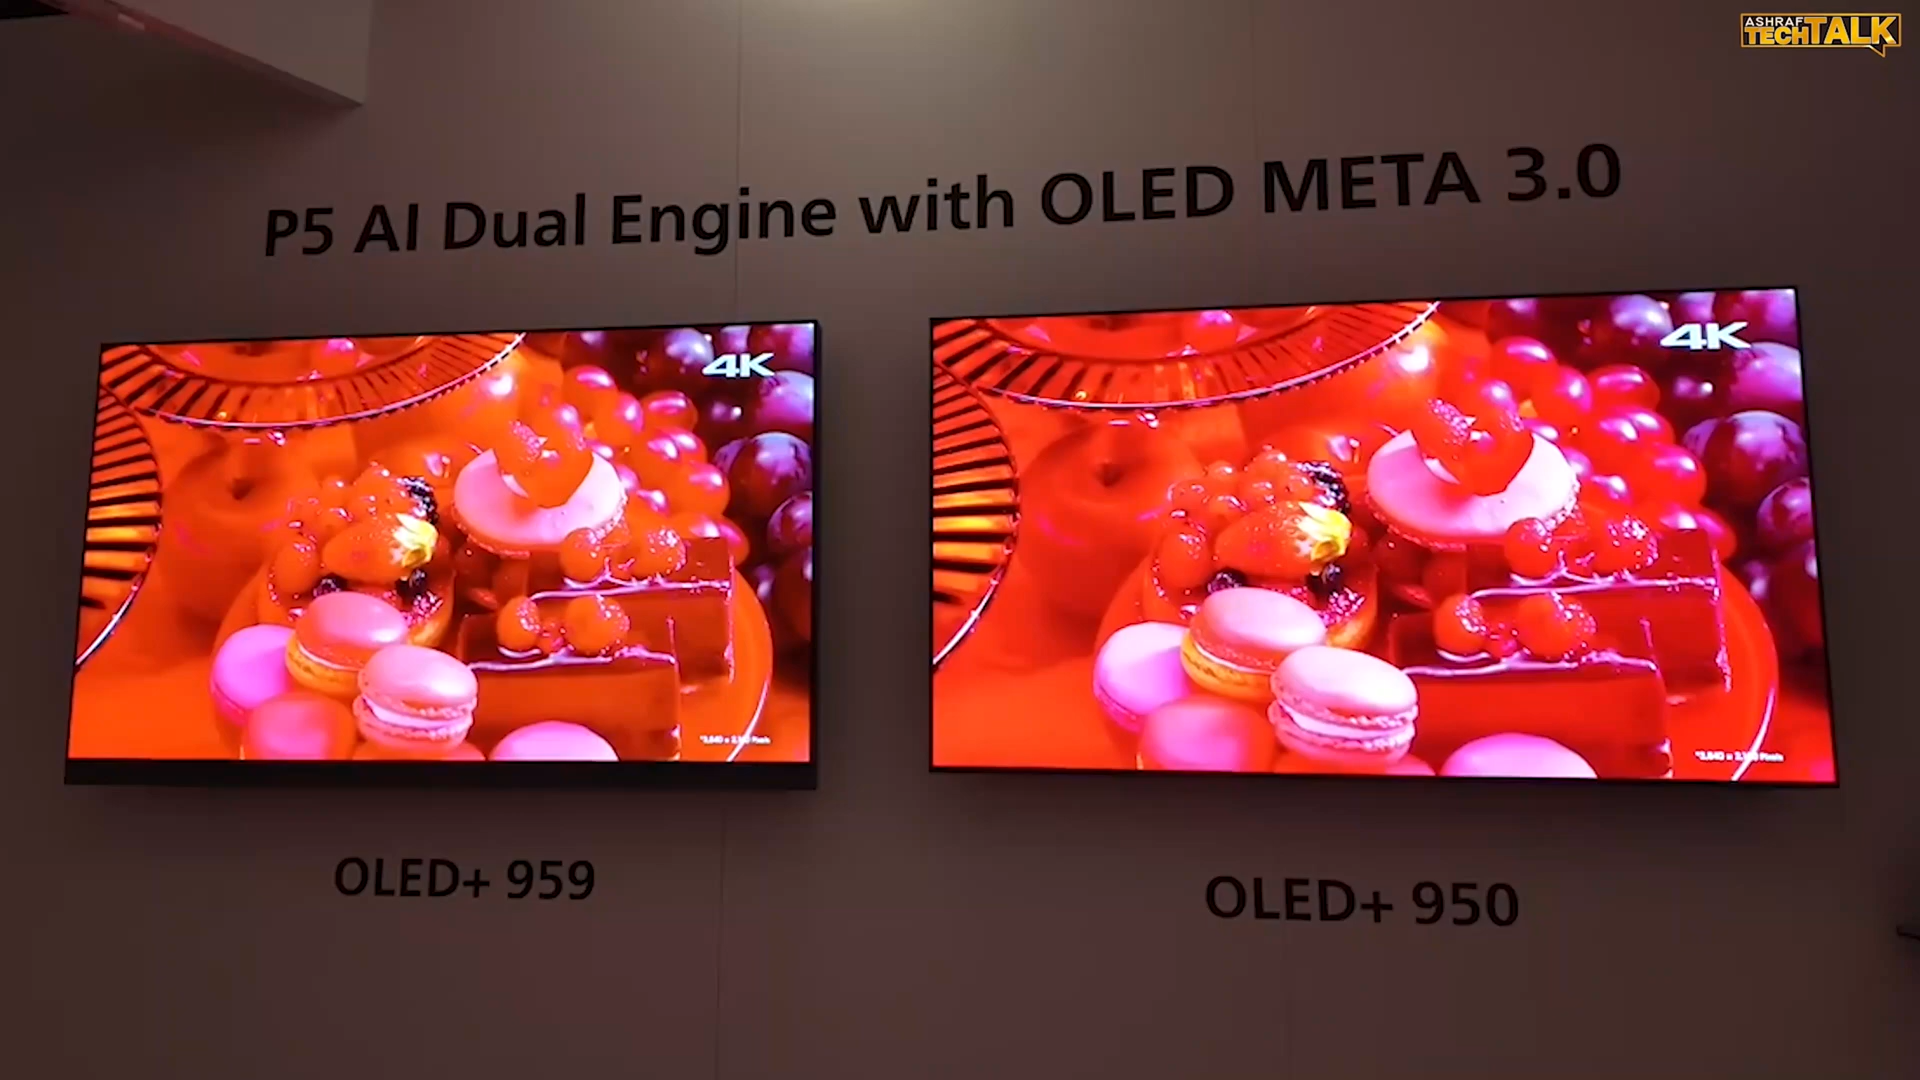 ASHRAF
TECHTALK
P5 AI Dual Engine with OLED META 3.0
4K
4K
OLED+ 959
OLED+ 950